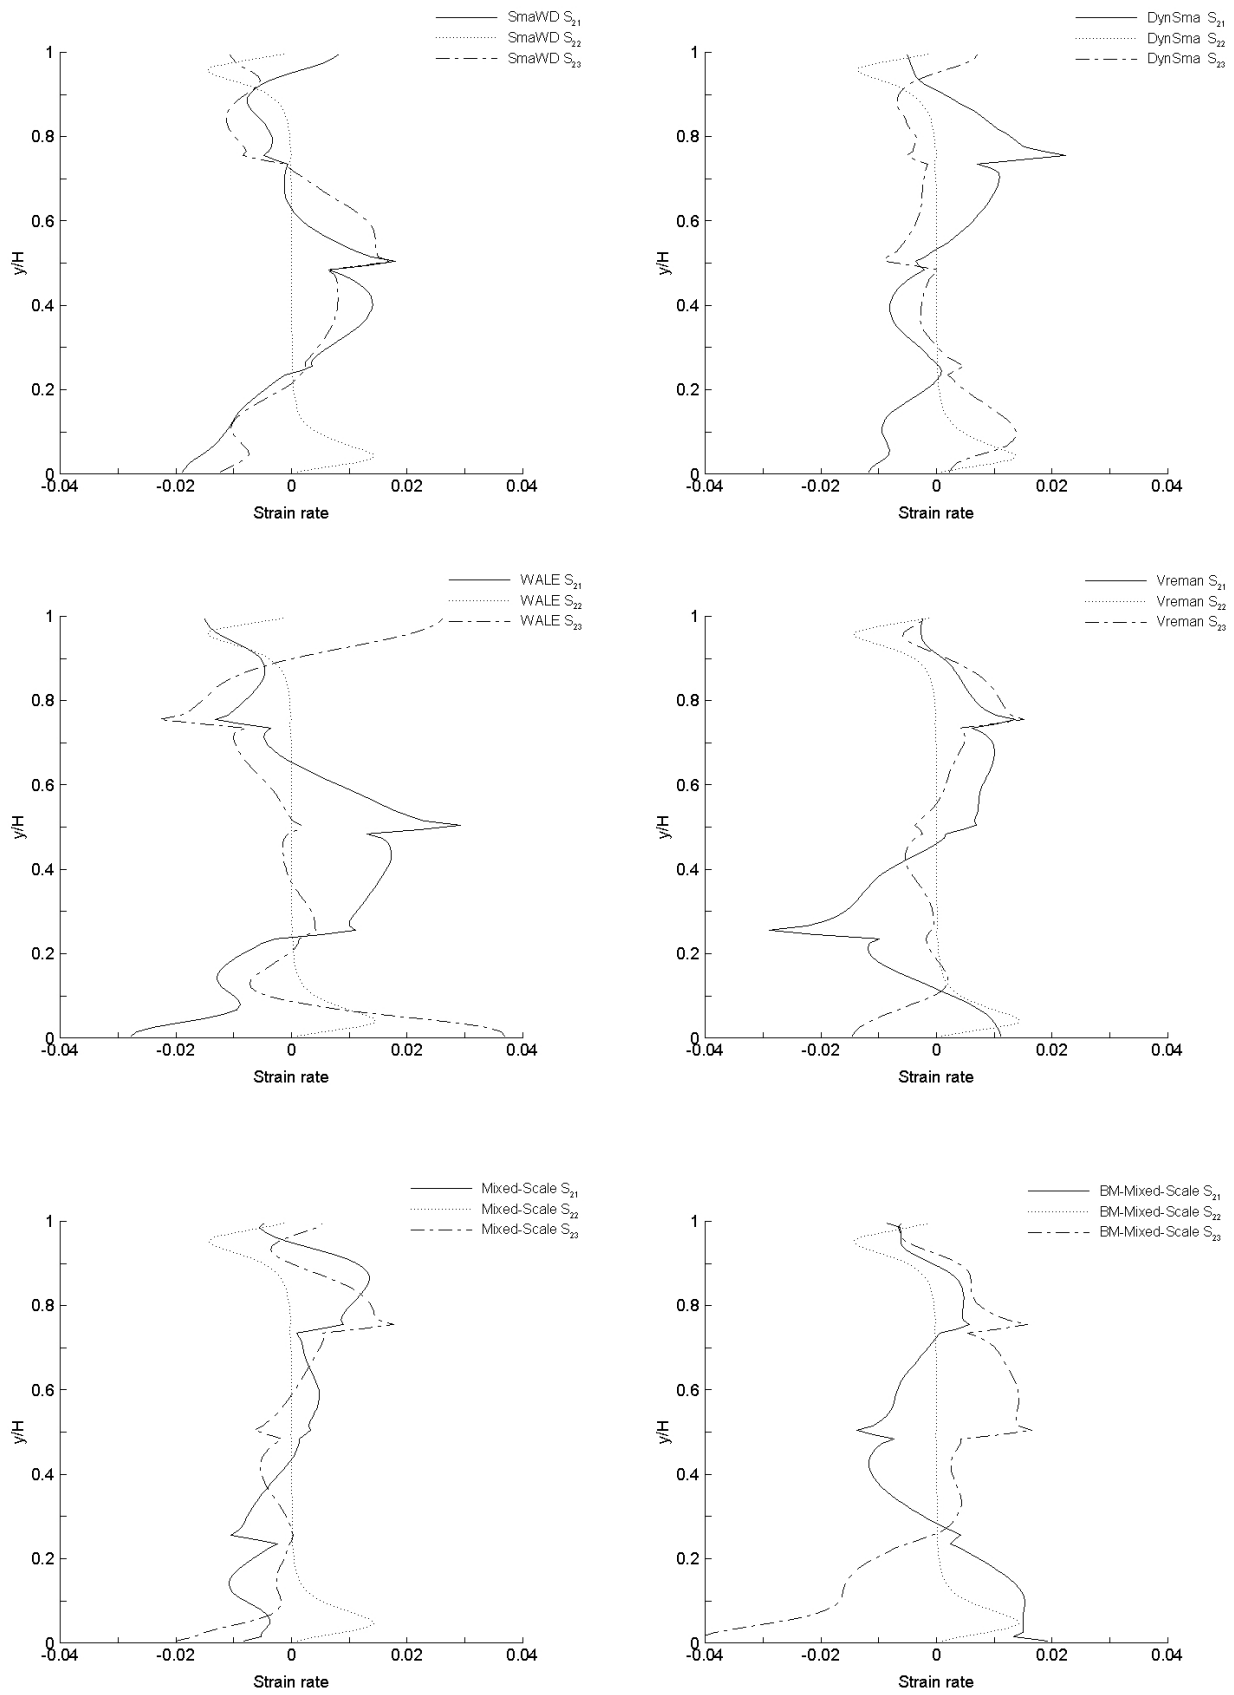 SmaWD S21
SmaWD S22
SmaWD S23
1
0.8
0.6
0.4
0.2
0
y/H
-0.04
-0.02
0
0.02
0.04
Strain rate
DynSma S21
DynSma S22
DynSma S23
1
0.8
0.6
0.4
0.2
0
y/H
-0.04
-0.02
0
0.02
0.04
Strain rate
WALE S21
WALE S22
WALE S23
1
0.8
0.6
0.4
0.2
0
y/H
-0.04
-0.02
0
0.02
0.04
Strain rate
Vreman S21
Vreman S22
Vreman S23
1
0.8
0.6
0.4
0.2
0
y/H
-0.04
-0.02
0
0.02
0.04
Strain rate
Mixed-Scale S21
Mixed-Scale S22
Mixed-Scale S23
1
0.8
0.6
0.4
0.2
0
y/H
-0.04
-0.02
0
0.02
0.04
Strain rate
BM-Mixed-Scale S21
BM-Mixed-Scale S22
BM-Mixed-Scale S23
1
0.8
0.6
0.4
0.2
0
y/H
-0.04
-0.02
0
0.02
0.04
Strain rate